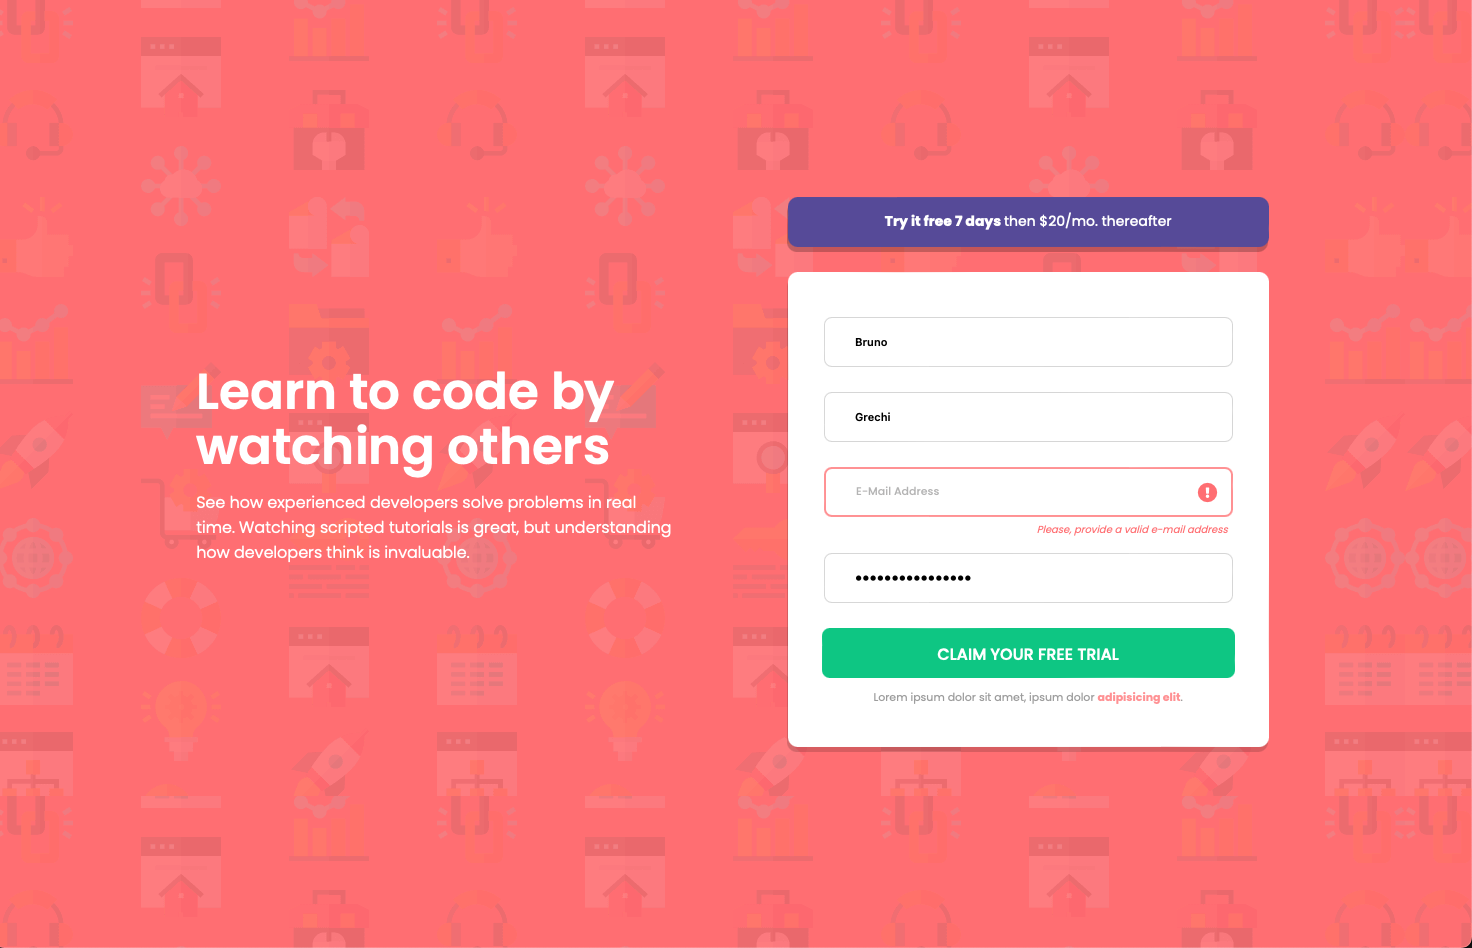 Learn to code by
watching others
See how experienced developers solve problems in real
time. Watching scripted tutorials is great, but understanding
how developers think is invaluable.
Try it free 7 days then $20/mo. thereafter
Bruno
Grechi
E-Mail Address
Please, provide a valid e-mail address
••••••••••••••••
CLAIM YOUR FREE TRIAL
Lorem ipsum dolor sit amet, ipsum dolor adipisicing elit.